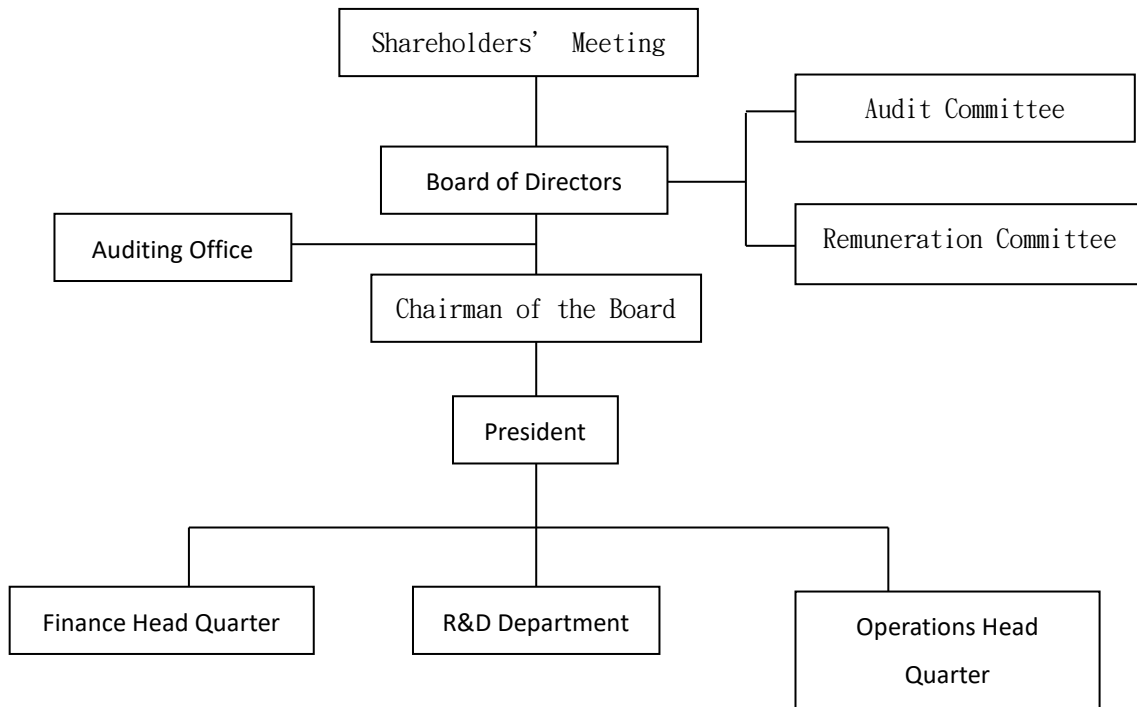 Shareholders’ Meeting
Audit Committee
Board of Directors
Remuneration Committee
Auditing Office
Chairman of the Board
President
Finance Head Quarter
R&D Department
Operations Head
Quarter